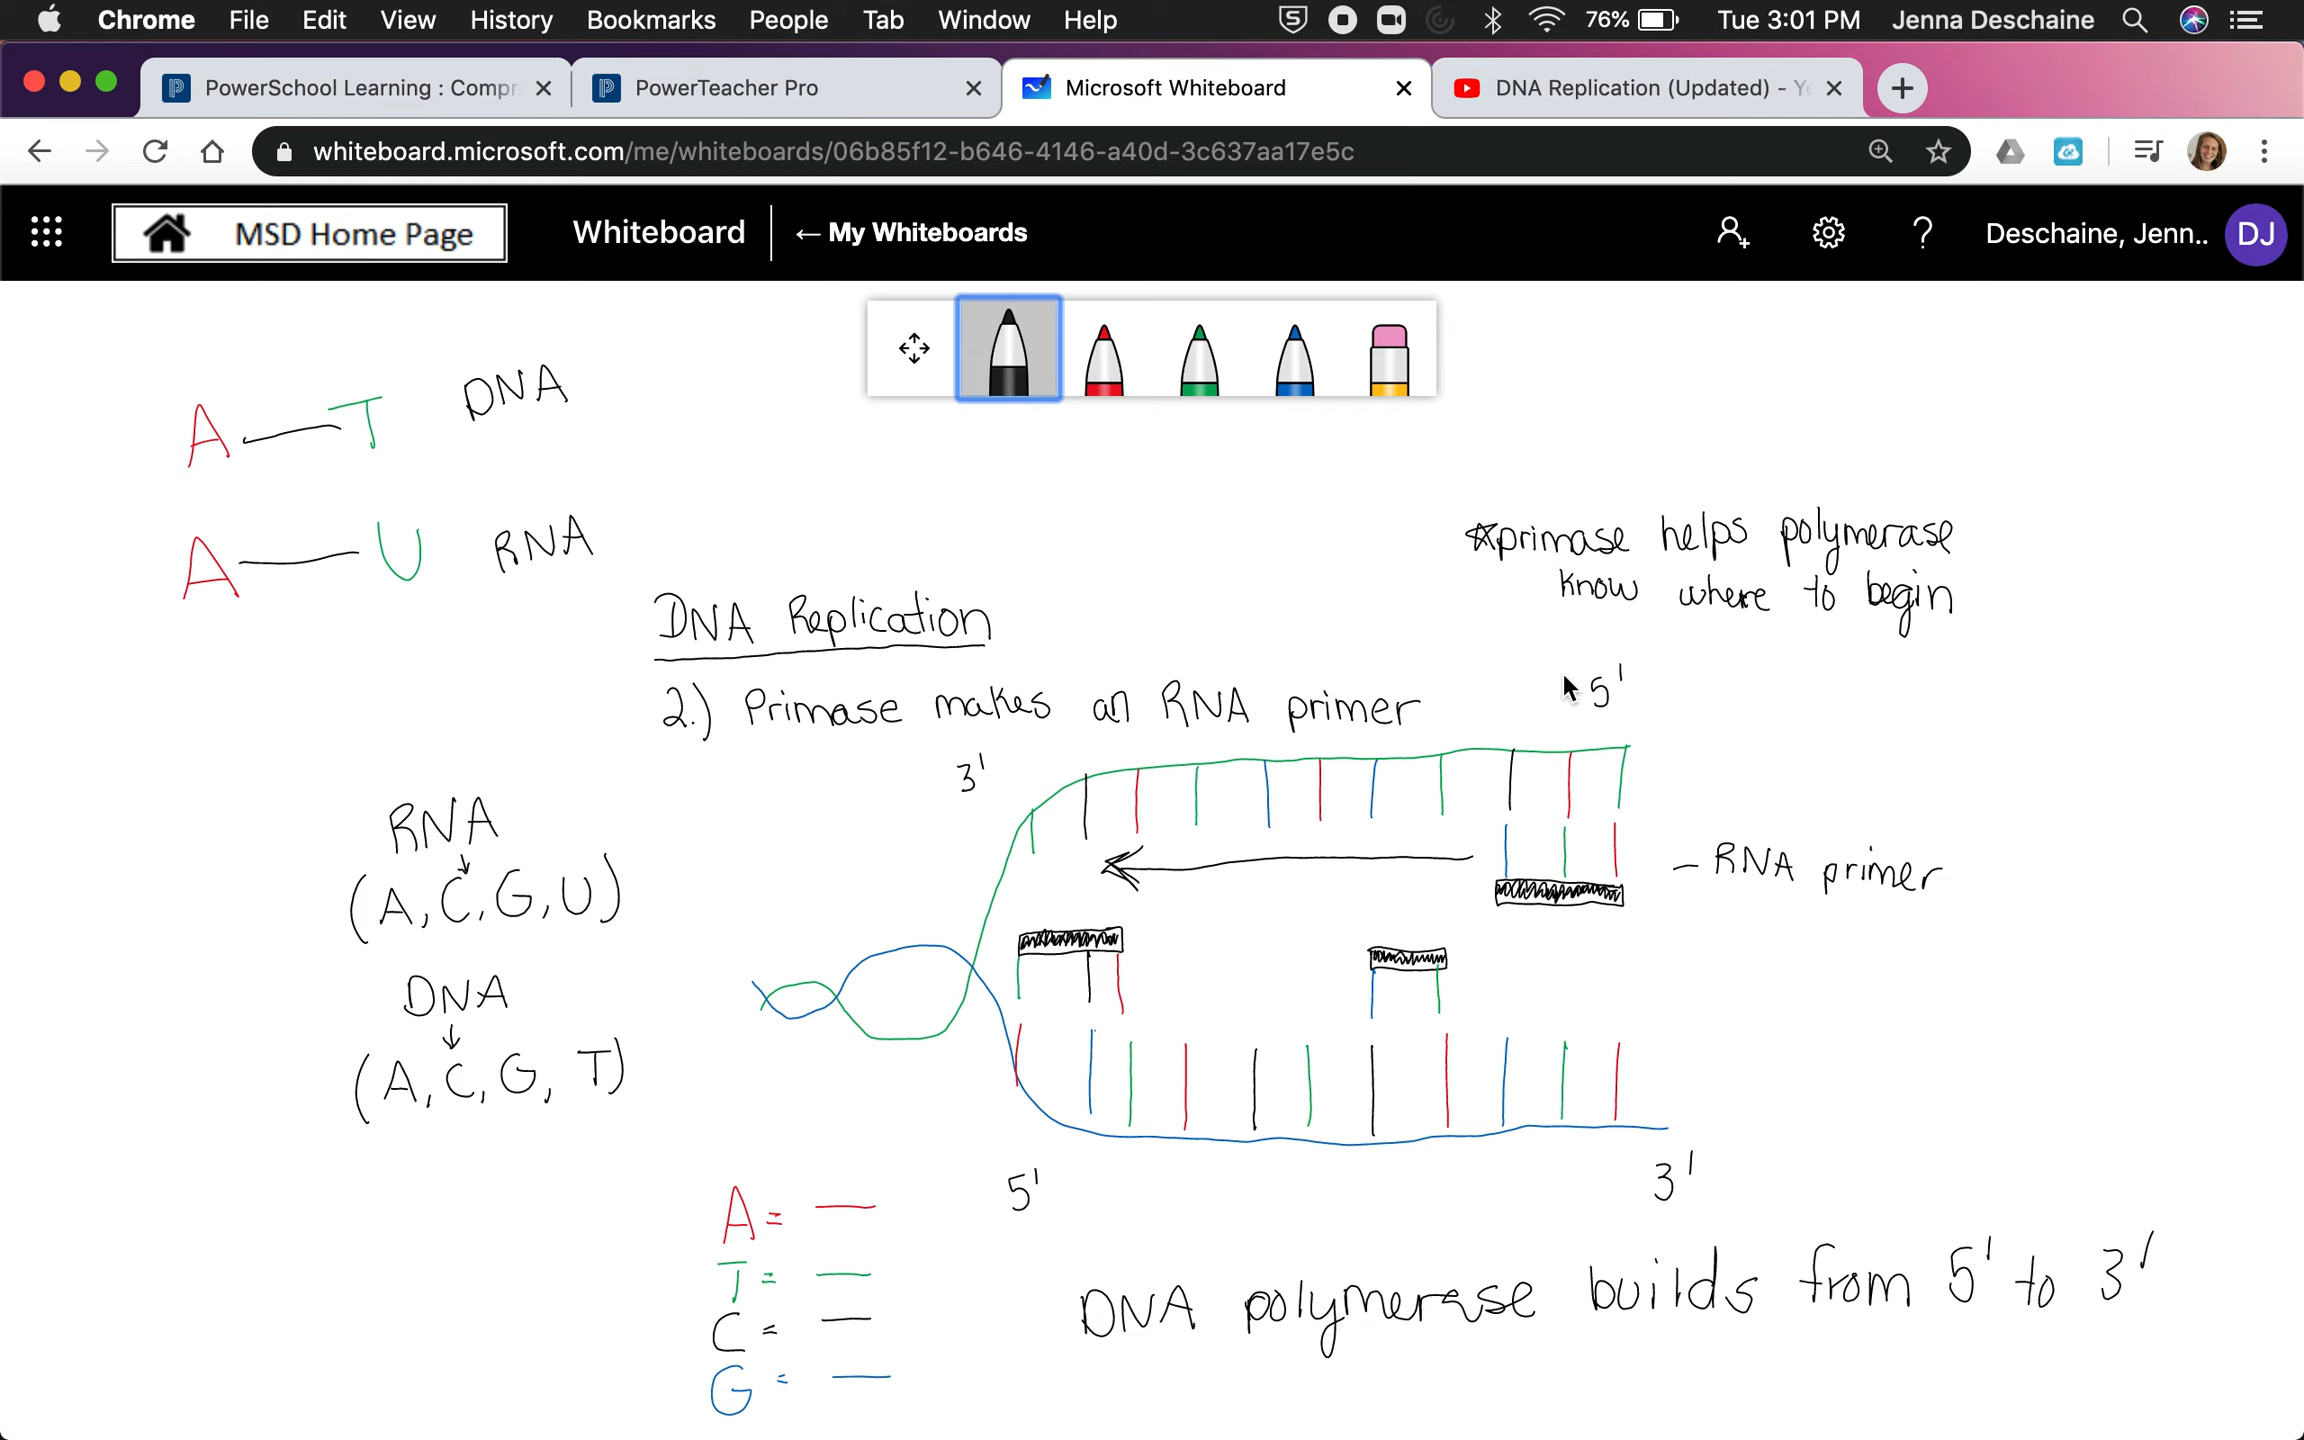 Chrome File Edit View History Bookmarks People Tab Window Help 76% Tue 3:01 PM Jenna Deschaine
PowerSchool Learning : Compr PowerTeacher Pro Microsoft Whiteboard DNA Replication (Updated) - Yo
whiteboard.microsoft.com/me/whiteboards/06b85f12-b646-4146-a40d-3c637aa17e5c
MSD Home Page Whiteboard ← My Whiteboards ? Deschaine, Jenn.. DJ
A — T DNA
A — U RNA
*primase helps polymerase
know where to begin
DNA Replication
2.) Primase makes an RNA primer
5'
3'
RNA
(A, C, G, U)
- RNA primer
DNA
(A, C, G, T)
5' 3'
A = —
T = —
C = —
G = —
DNA polymerase builds from 5' to 3'